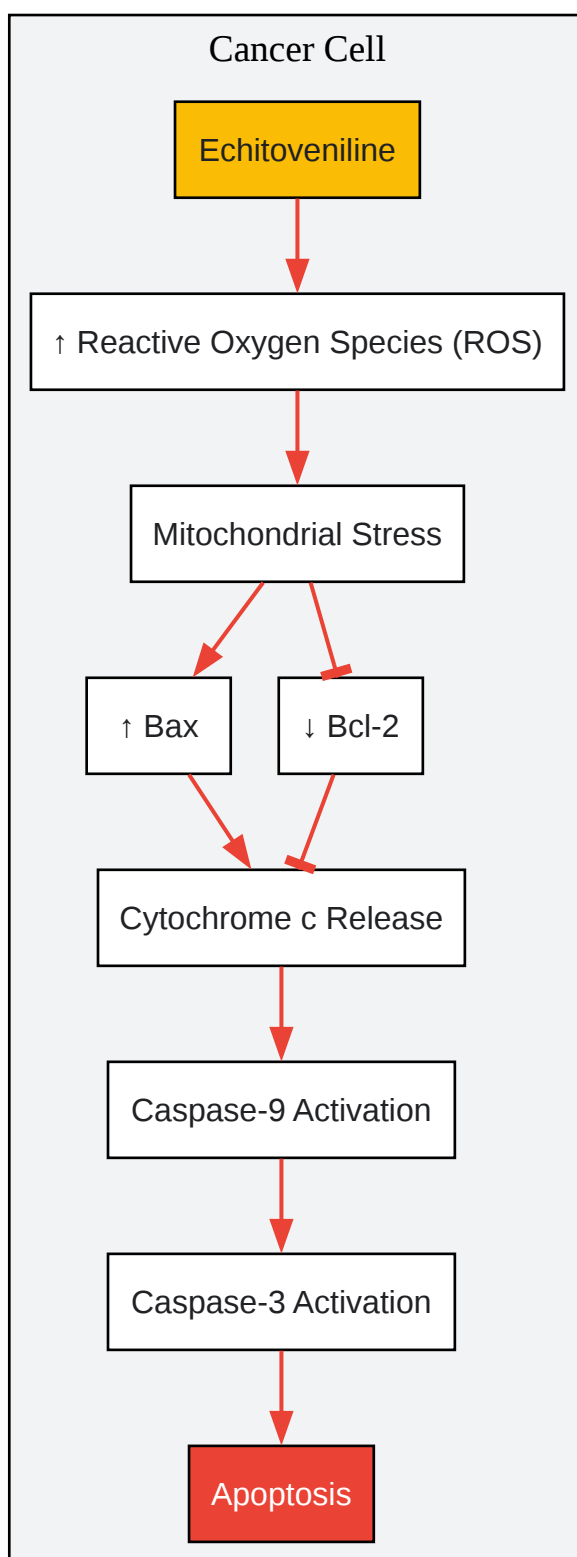 Cancer Cell
Echitoveniline
↑ Reactive Oxygen Species (ROS)
Mitochondrial Stress
↑ Bax
↓ Bcl-2
Cytochrome c Release
Caspase-9 Activation
Caspase-3 Activation
Apoptosis